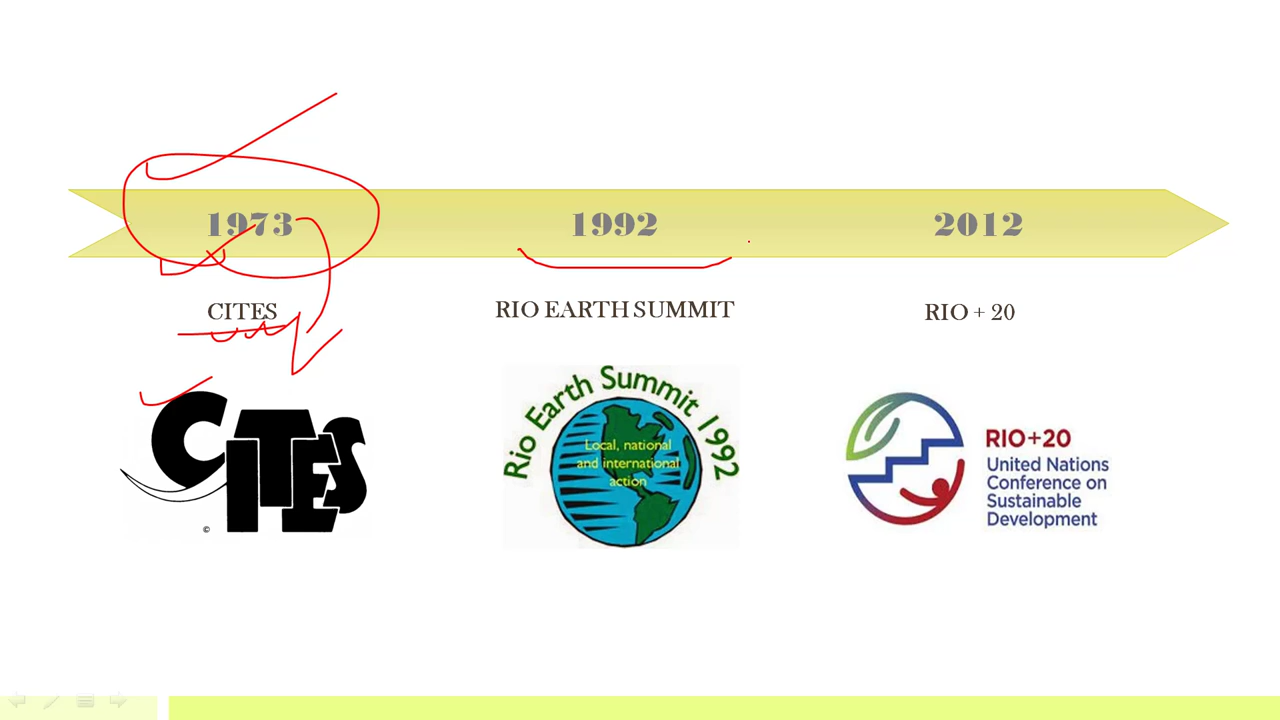 1973
1992
2012
CITES
RIO EARTH SUMMIT
RIO + 20
CITES
©
Rio Earth Summit 1992
Local, national
and international
action
RIO+20
United Nations
Conference on
Sustainable
Development